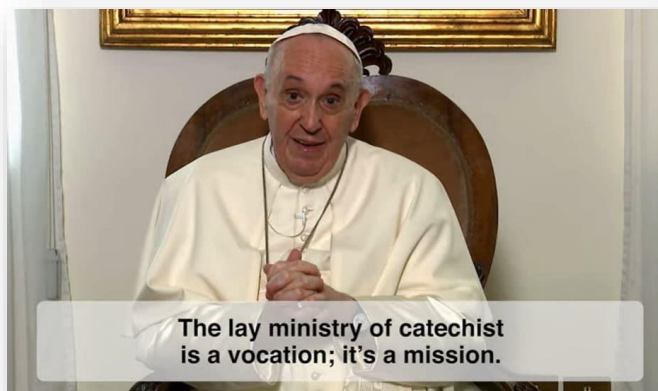 The lay ministry of catechist
is a vocation; it’s a mission.